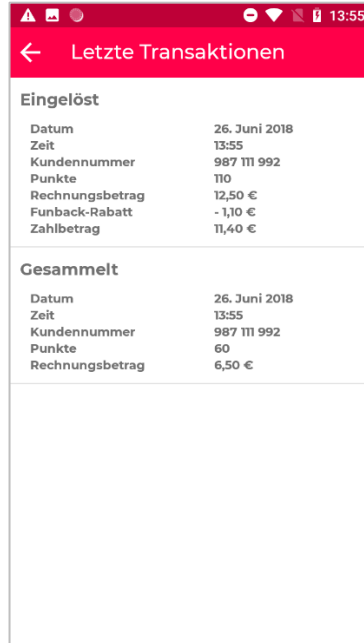 13:55
Letzte Transaktionen
Eingelöst
Datum 26. Juni 2018
Zeit 13:55
Kundennummer 987 111 992
Punkte 110
Rechnungsbetrag 12,50 €
Funback-Rabatt - 1,10 €
Zahlbetrag 11,40 €
Gesammelt
Datum 26. Juni 2018
Zeit 13:55
Kundennummer 987 111 992
Punkte 60
Rechnungsbetrag 6,50 €